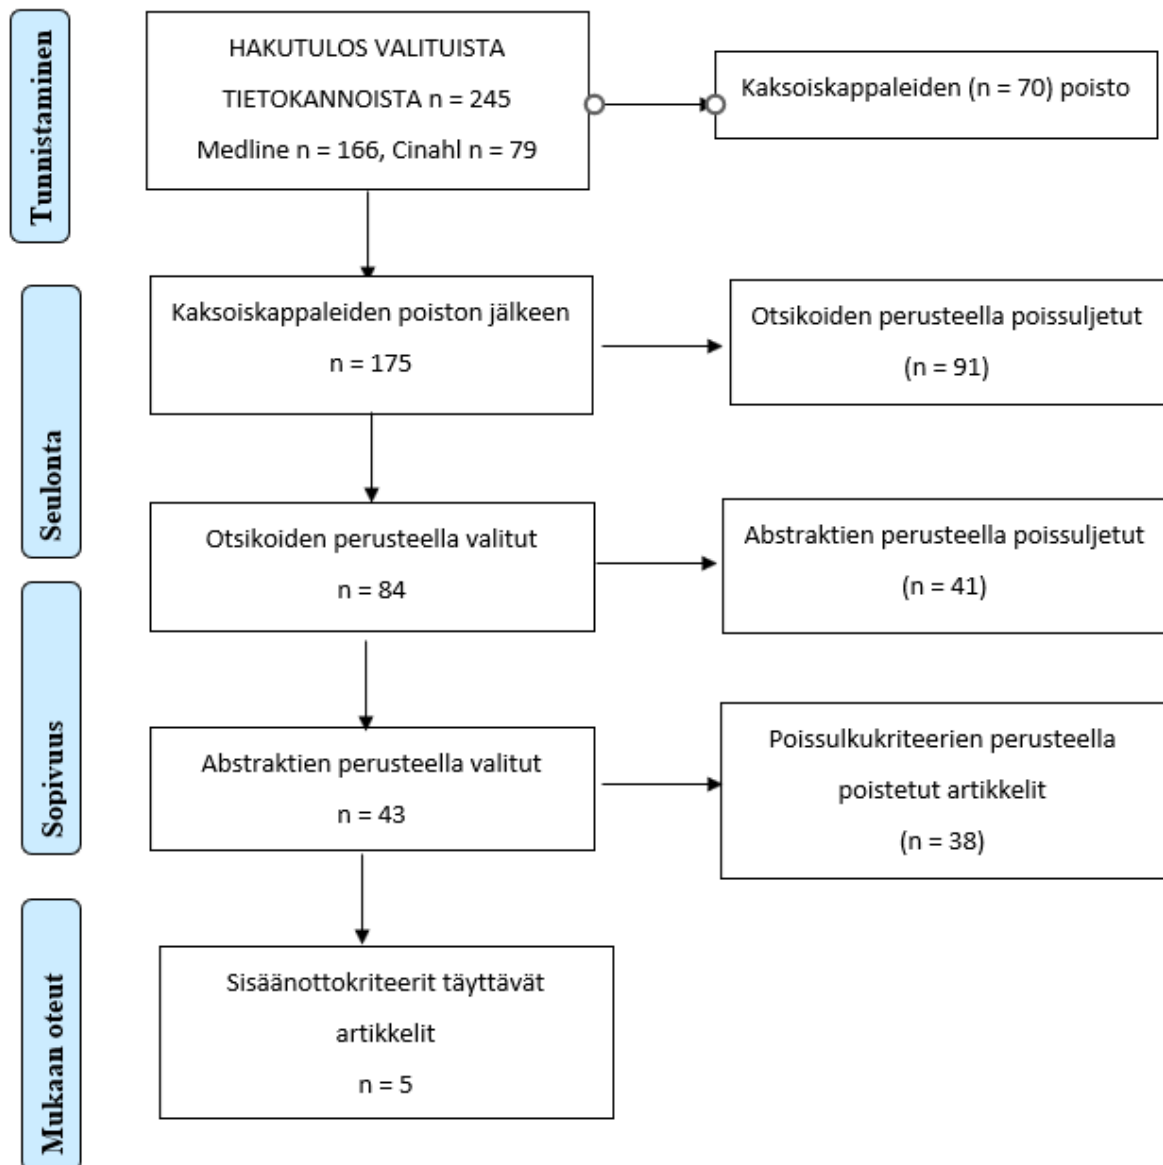 Tunnistaminen
HAKUTULOS VALITUISTA
TIETOKANNOISTA n = 245
Medline n = 166, Cinahl n = 79
Kaksoiskappaleiden (n = 70) poisto
Seulonta
Kaksoiskappaleiden poiston jälkeen
n = 175
Otsikoiden perusteella poissuljetut
(n = 91)
Otsikoiden perusteella valitut
n = 84
Abstraktien perusteella poissuljetut
(n = 41)
Sopivuus
Abstraktien perusteella valitut
n = 43
Poissulkukriteerien perusteella
poistetut artikkelit
(n = 38)
Mukaan oteut
Sisäänottokriteerit täyttävät
artikkelit
n = 5